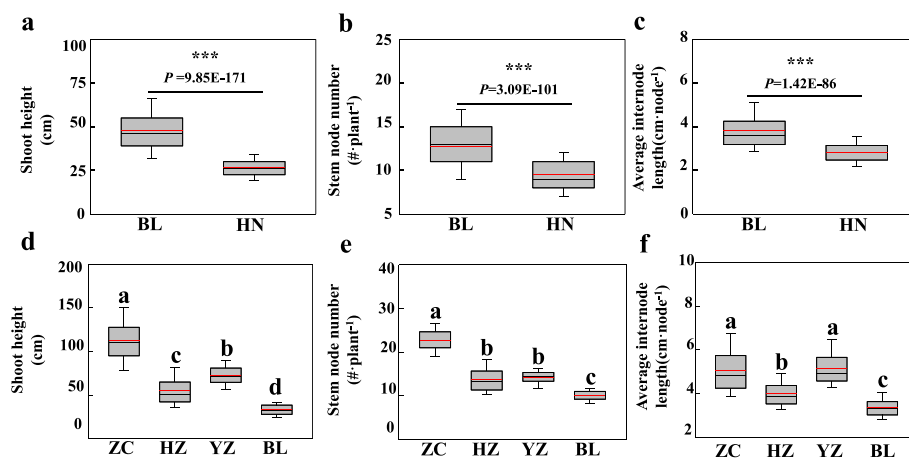 a
Shoot height
(cm)
100
75
50
25
0
***
P =9.85E-171
BL HN
b
Stem node number
(#·plant-1)
25
20
15
10
5
***
P=3.09E-101
BL HN
c
Average internode
length(cm·node-1)
8
6
4
2
0
***
P=1.42E-86
BL HN
d
Shoot height
(cm)
200
150
100
50
0
a
c
b
d
ZC HZ YZ BL
e
Stem node number
(#·plant-1)
40
30
20
10
0
a
b
b
c
ZC HZ YZ BL
f
Average internode
length(cm·node-1)
10
8
6
4
2
a
b
a
c
ZC HZ YZ BL